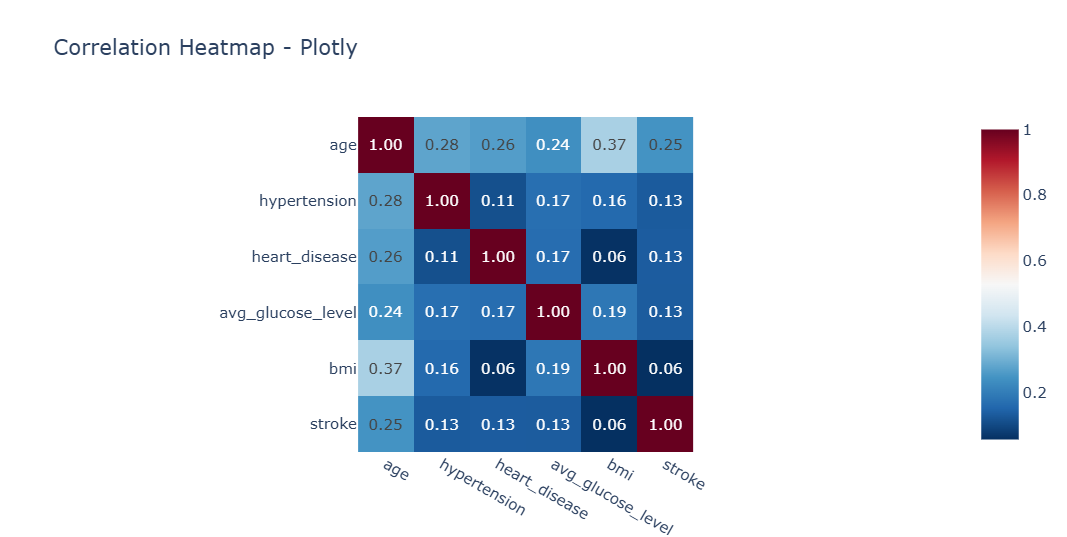 Correlation Heatmap - Plotly
age 1.00 0.28 0.26 0.24 0.37 0.25
hypertension 0.28 1.00 0.11 0.17 0.16 0.13
heart_disease 0.26 0.11 1.00 0.17 0.06 0.13
avg_glucose_level 0.24 0.17 0.17 1.00 0.19 0.13
bmi 0.37 0.16 0.06 0.19 1.00 0.06
stroke 0.25 0.13 0.13 0.13 0.06 1.00
age
hypertension
heart_disease
avg_glucose_level
bmi
stroke
1
0.8
0.6
0.4
0.2